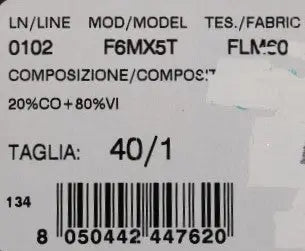 LN/LINE MOD/MODEL TES./FABRIC
0102 F6MX5T
COMPOSIZIONE/
20%CO+80%VI
TAGLIA: 40/1
134
8 050442 447620